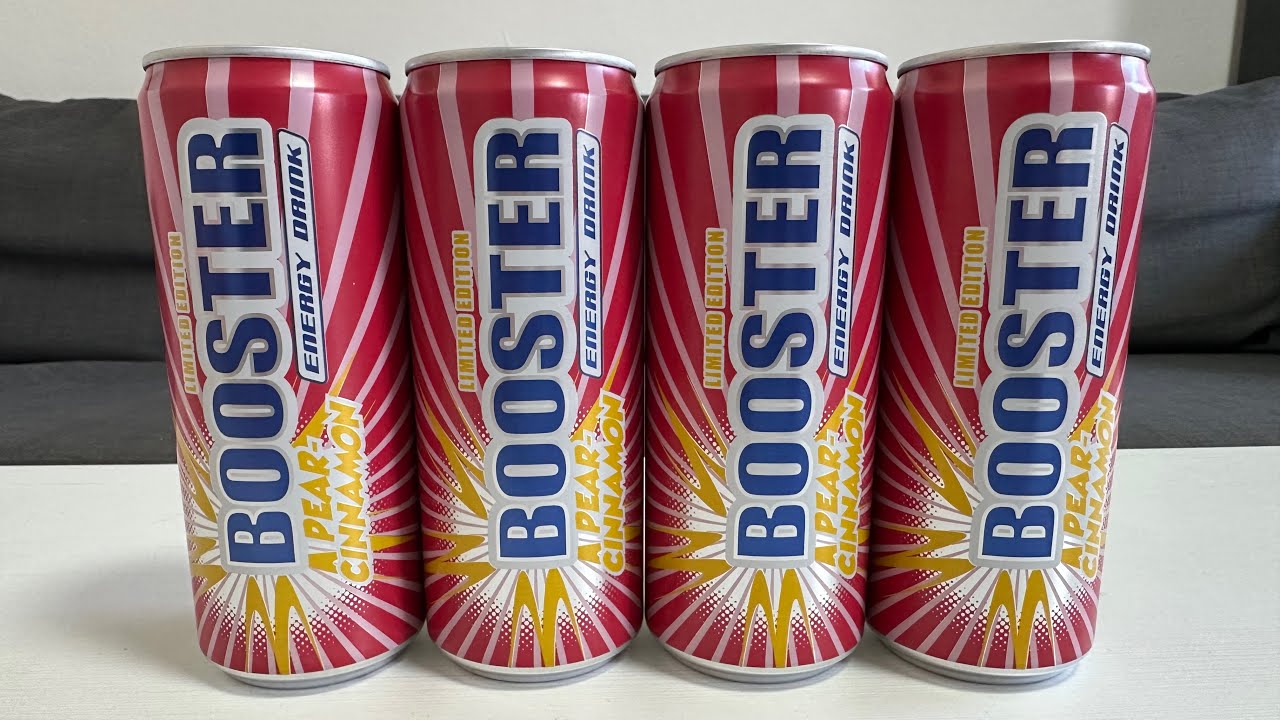 LIMITED EDITION
BOOSTER
ENERGY DRINK
PEAR-
CINNAMON
LIMITED EDITION
BOOSTER
ENERGY DRINK
PEAR-
CINNAMON
LIMITED EDITION
BOOSTER
ENERGY DRINK
PEAR-
CINNAMON
LIMITED EDITION
BOOSTER
ENERGY DRINK
PEAR-
CINNAMON